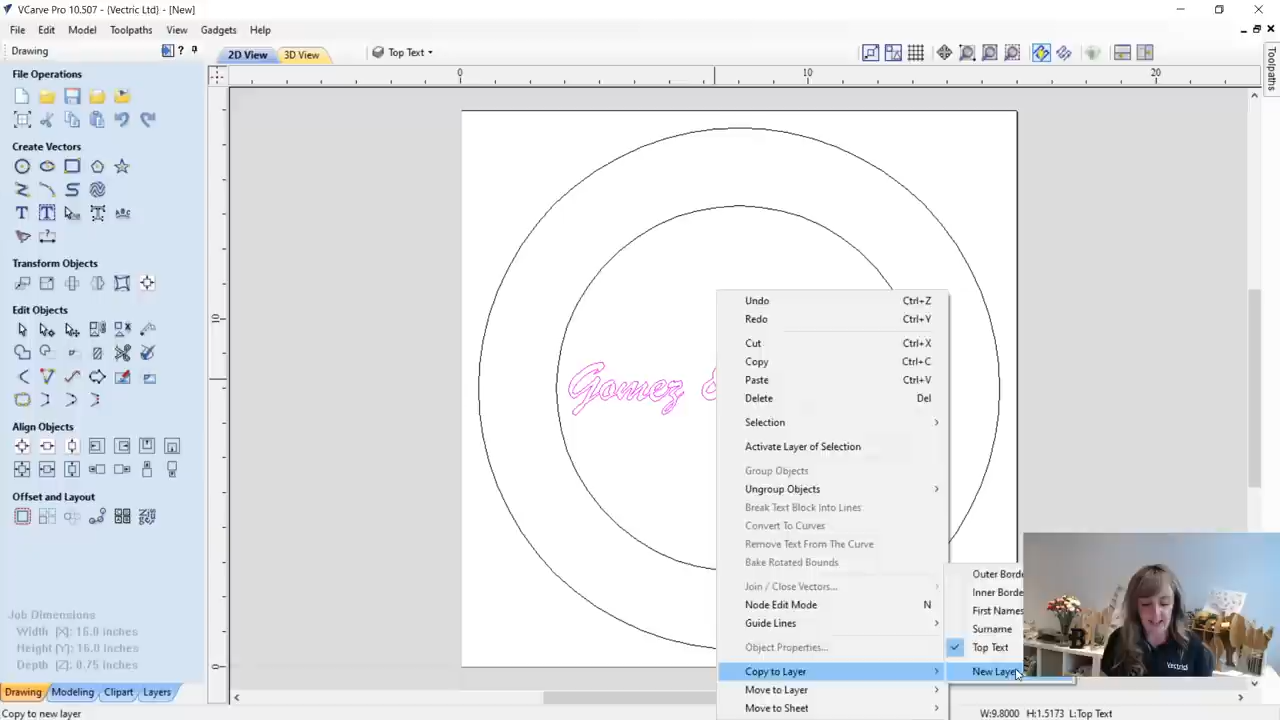 VCarve Pro 10.507 - {Vectric Ltd} - [New]
File Edit Model Toolpaths View Gadgets Help
Drawing
2D View
3D View
Top Text
Toolpaths
File Operations
Create Vectors
Transform Objects
Edit Objects
Align Objects
Offset and Layout
Job Dimensions
Width [X]: 16.0 inches
Height [Y]: 16.0 inches
Depth [Z]: 0.75 inches
Drawing Modeling Clipart Layers
Copy to new layer
0
10
20
10
0
Gomez &
Undo Ctrl+Z
Redo Ctrl+Y
Cut Ctrl+X
Copy Ctrl+C
Paste Ctrl+V
Delete Del
Selection
Activate Layer of Selection
Group Objects
Ungroup Objects
Break Text Block Into Lines
Convert To Curves
Remove Text From The Curve
Bake Rotated Bounds
Join / Close Vectors...
Node Edit Mode N
Guide Lines
Object Properties...
Copy to Layer
Move to Layer
Move to Sheet
Outer Borde
Inner Borde
First Names
Surname
Top Text
New Laye
Vectric
W:9.8000 H:1.5173 L:Top Text